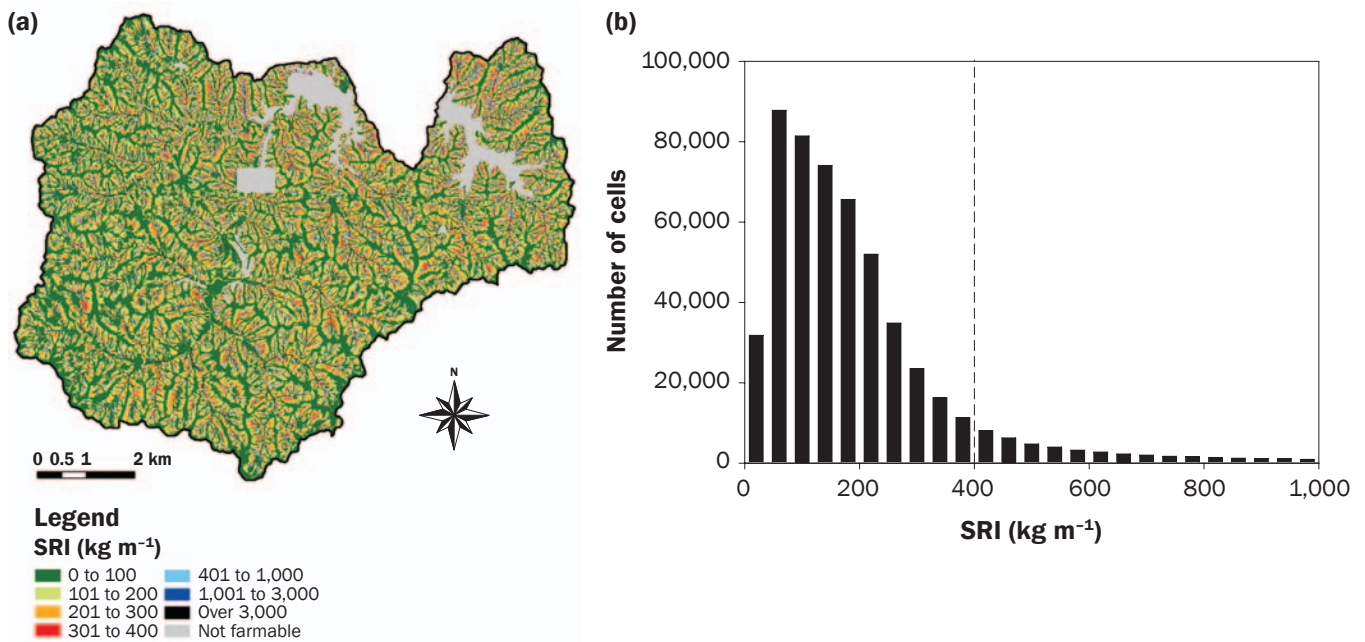 (a)
N
0 0.5 1 2 km
Legend
SRI (kg m⁻¹)
0 to 100
101 to 200
201 to 300
301 to 400
401 to 1,000
1,001 to 3,000
Over 3,000
Not farmable
(b)
Number of cells
100,000
80,000
60,000
40,000
20,000
0
0 200 400 600 800 1,000
SRI (kg m⁻¹)